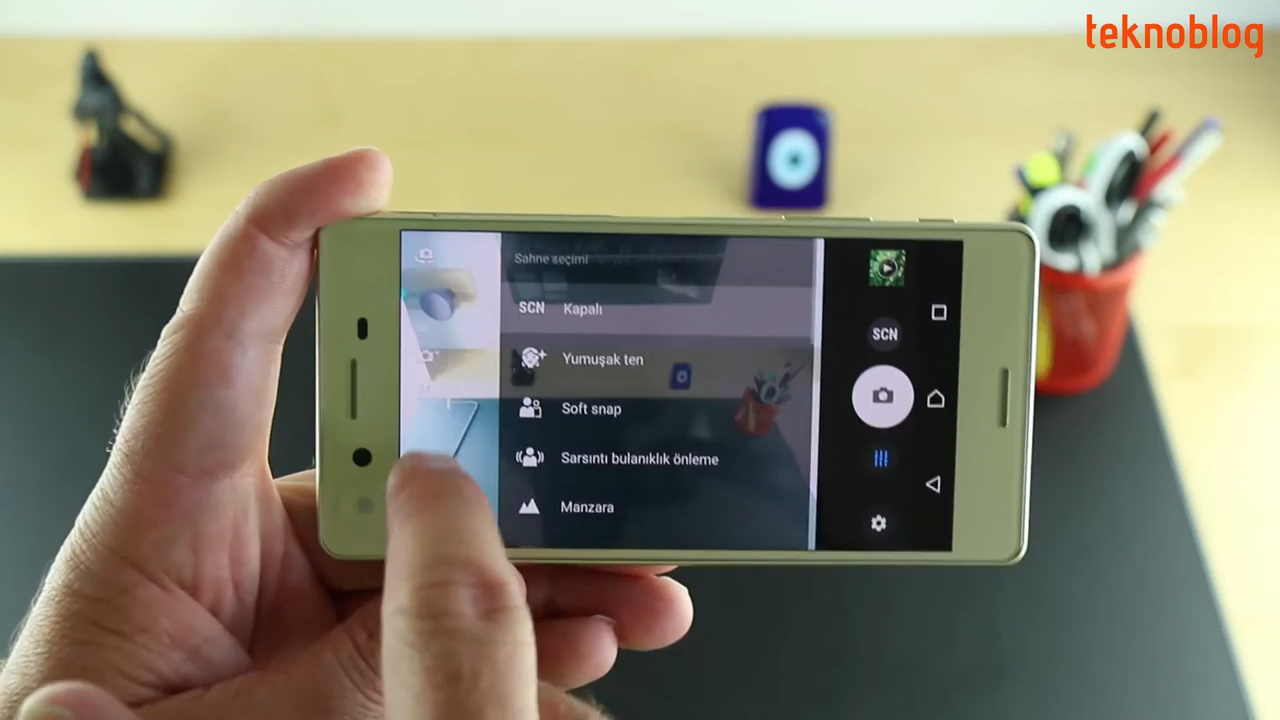 teknoblog
Sahne seçimi
SCN Kapalı
SCN
Yumuşak ten
Soft snap
Sarsıntı bulanıklık önleme
Manzara